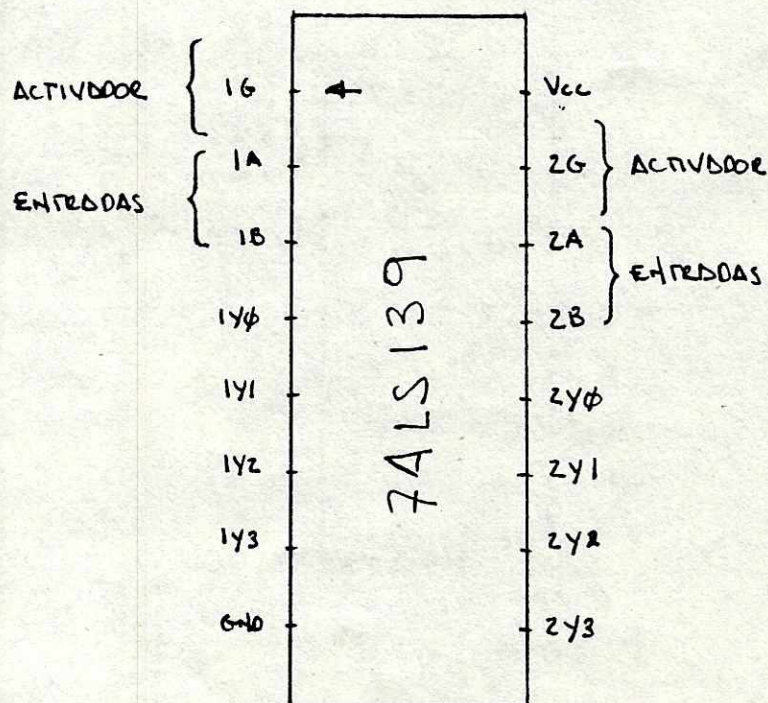 ACTIVADOR 1G Vcc
1A 2G ACTIVADOR
ENTRADAS
1B 2A
ENTRADAS
1Yφ 2B
1Y1 2Yφ
1Y2 2Y1
1Y3 2Y2
GND 2Y3
74LS139